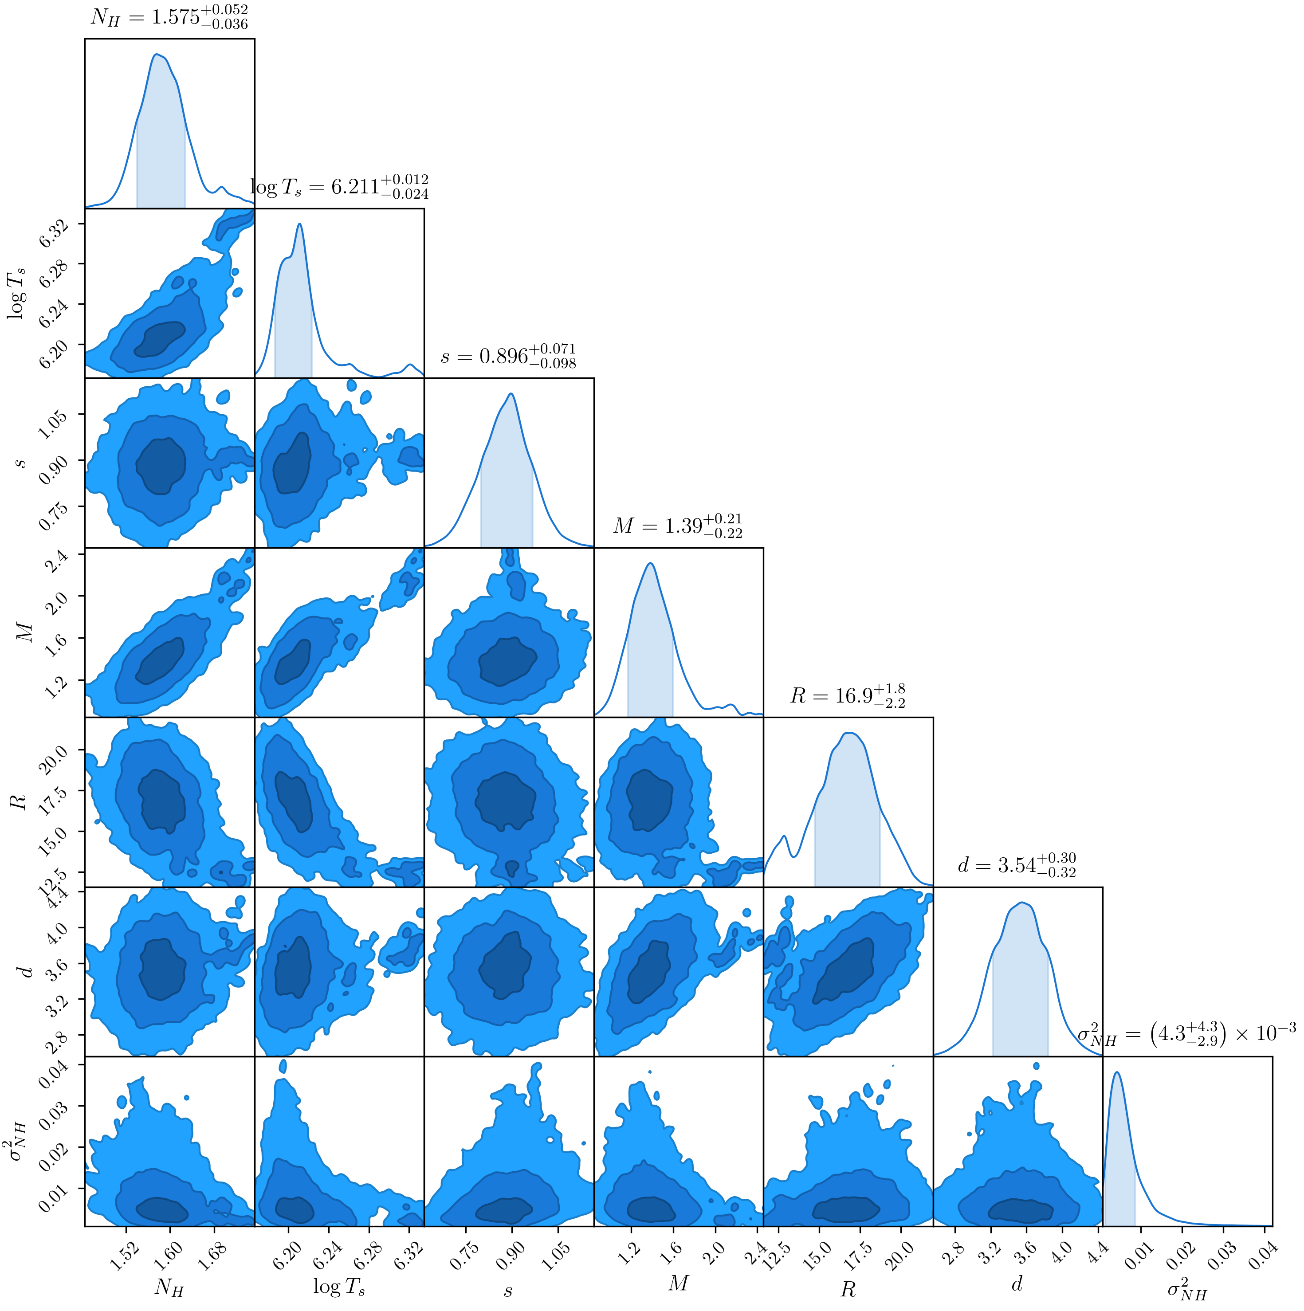 N_H = 1.575^{+0.052}_{-0.036}
log T_s = 6.211^{+0.012}_{-0.024}
6.32
6.28
6.24
6.20
log T_s
s = 0.896^{+0.071}_{-0.098}
1.05
0.90
0.75
s
M = 1.39^{+0.21}_{-0.22}
2.4
2.0
1.6
1.2
M
R = 16.9^{+1.8}_{-2.2}
20.0
17.5
15.0
12.5
R
d = 3.54^{+0.30}_{-0.32}
4.4
4.0
3.6
3.2
2.8
d
σ^2_{NH} = (4.3^{+4.3}_{-2.9}) × 10^{-3}
0.04
0.03
0.02
0.01
σ^2_{NH}
1.52 1.60 1.68 6.20 6.24 6.28 6.32 0.75 0.90 1.05 1.2 1.6 2.0 2.4 12.5 15.0 17.5 20.0 2.8 3.2 3.6 4.0 4.4 0.01 0.02 0.03 0.04
N_H log T_s s M R d σ^2_{NH}